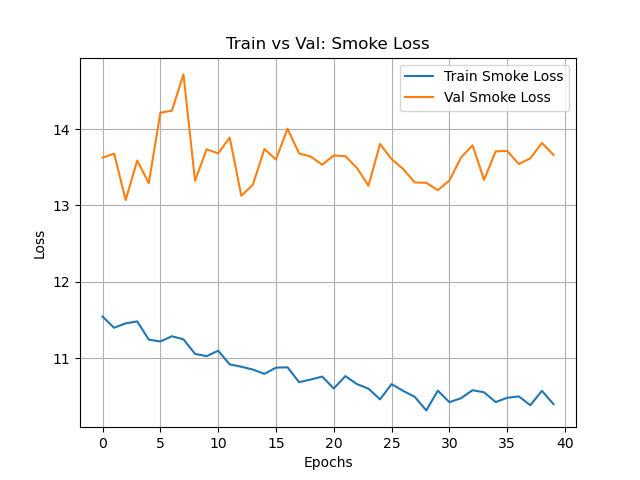 Train vs Val: Smoke Loss
Train Smoke Loss
Val Smoke Loss
14
13
12
11
Loss
0 5 10 15 20 25 30 35 40
Epochs